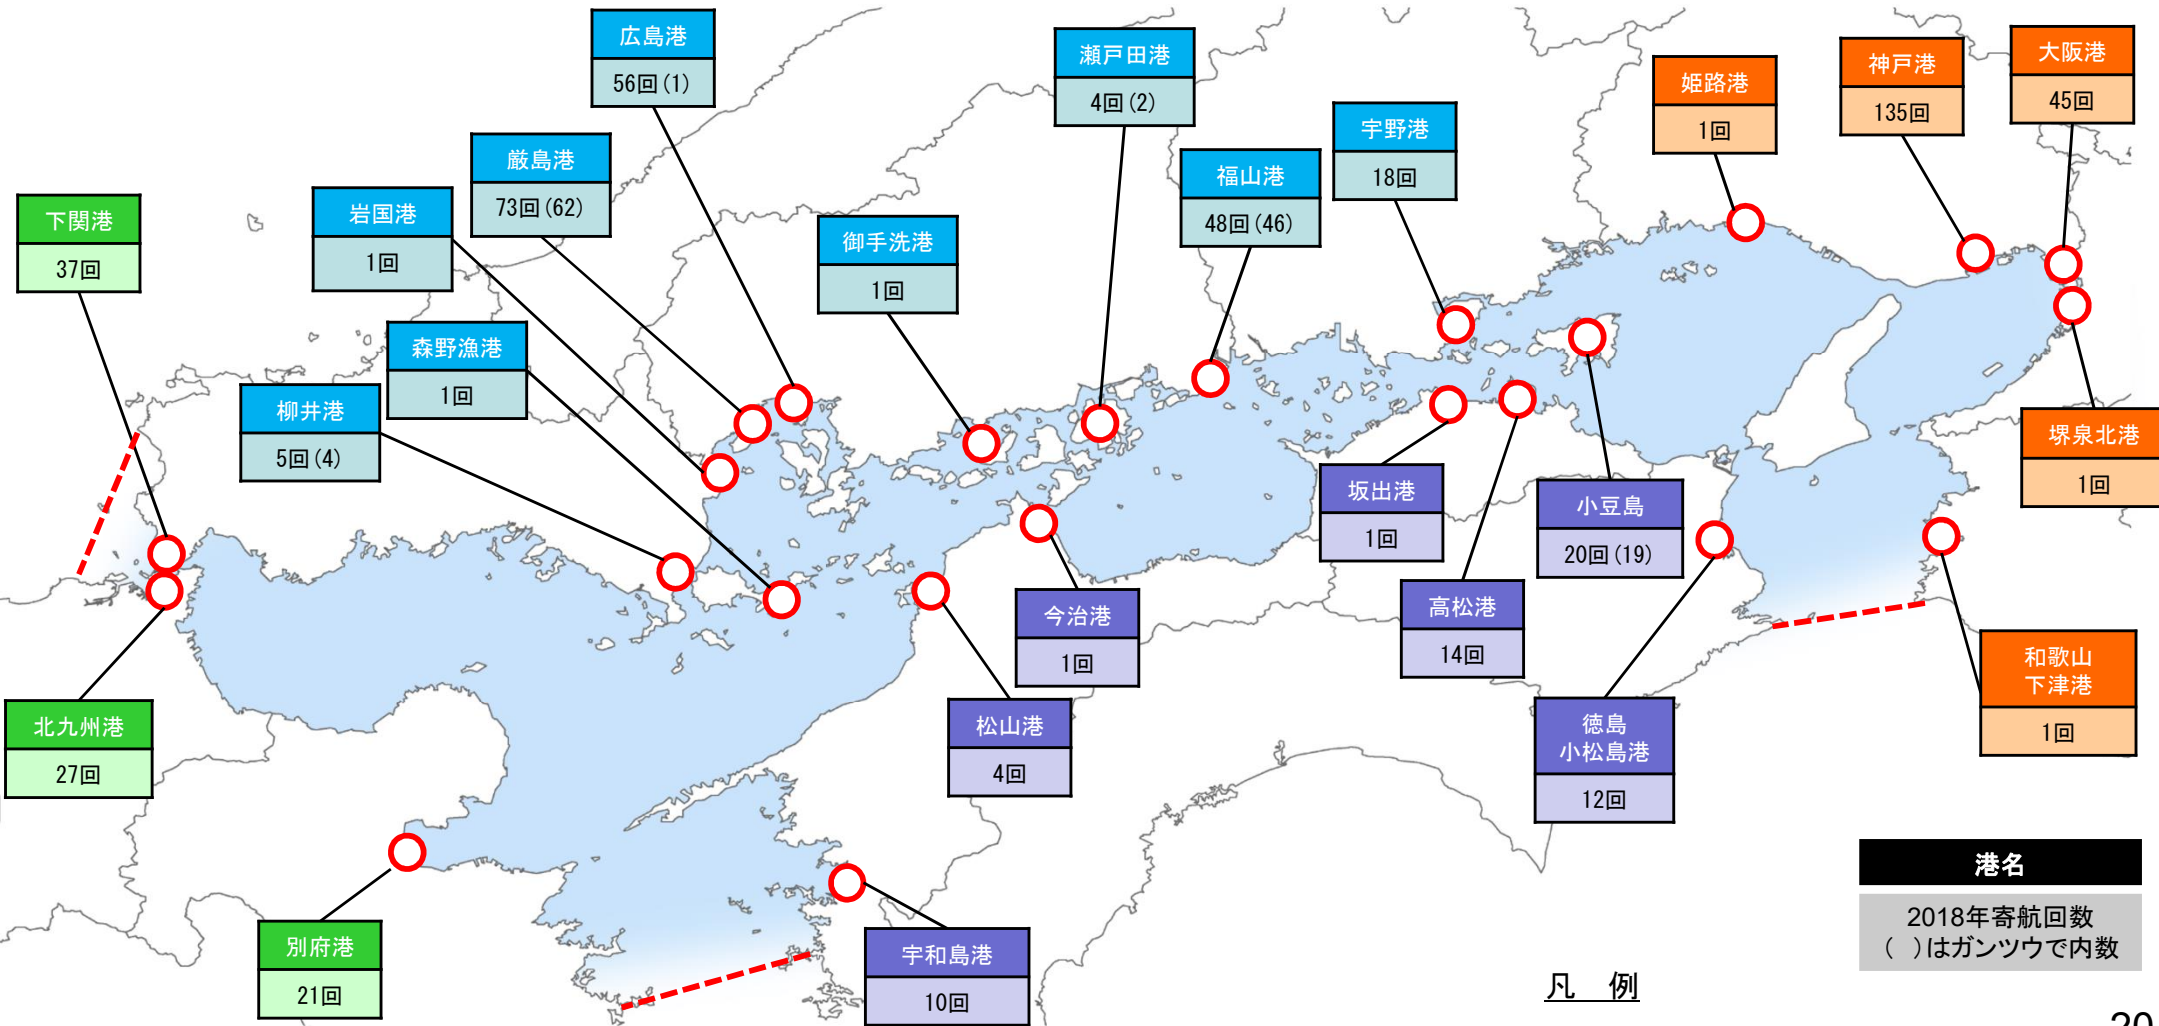 広島港
56回(1)
瀬戸田港
4回(2)
姫路港
1回
神戸港
135回
大阪港
45回
厳島港
73回(62)
宇野港
18回
福山港
48回(46)
下関港
37回
岩国港
1回
御手洗港
1回
森野漁港
1回
柳井港
5回(4)
堺泉北港
1回
坂出港
1回
小豆島
20回(19)
今治港
1回
高松港
14回
和歌山
下津港
1回
北九州港
27回
松山港
4回
徳島
小松島港
12回
別府港
21回
宇和島港
10回
凡　例
港名
2018年寄航回数
(　)はガンツウで内数
20